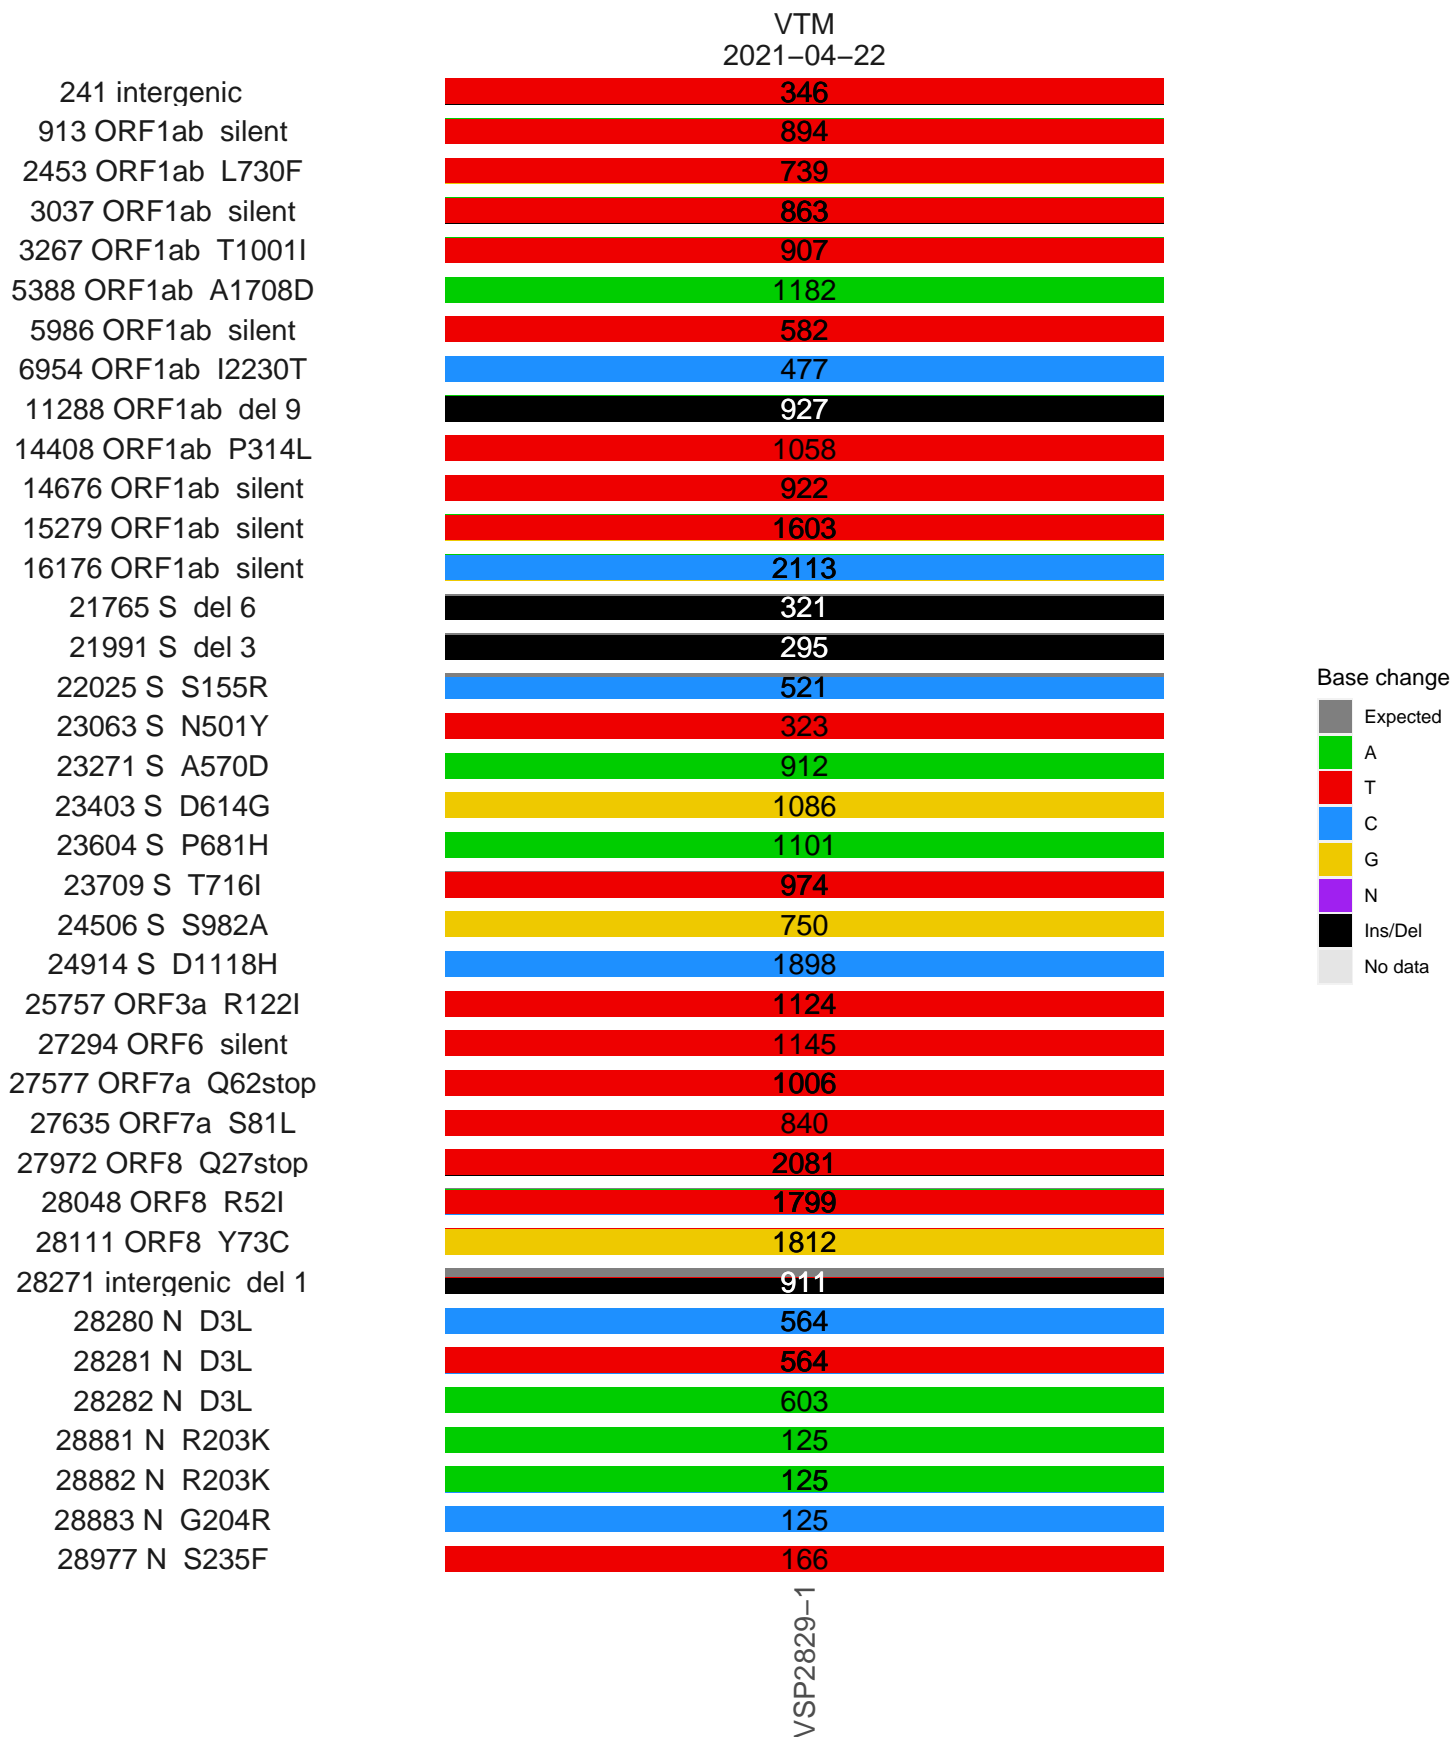 VTM
2021−04−22
241 intergenic 346
913 ORF1ab silent 894
2453 ORF1ab L730F 739
3037 ORF1ab silent 863
3267 ORF1ab T1001I 907
5388 ORF1ab A1708D 1182
5986 ORF1ab silent 582
6954 ORF1ab I2230T 477
11288 ORF1ab del 9 927
14408 ORF1ab P314L 1058
14676 ORF1ab silent 922
15279 ORF1ab silent 1603
16176 ORF1ab silent 2113
21765 S del 6 321
21991 S del 3 295
22025 S S155R 521
23063 S N501Y 323
23271 S A570D 912
23403 S D614G 1086
23604 S P681H 1101
23709 S T716I 974
24506 S S982A 750
24914 S D1118H 1898
25757 ORF3a R122I 1124
27294 ORF6 silent 1145
27577 ORF7a Q62stop 1006
27635 ORF7a S81L 840
27972 ORF8 Q27stop 2081
28048 ORF8 R52I 1799
28111 ORF8 Y73C 1812
28271 intergenic del 1 911
28280 N D3L 564
28281 N D3L 564
28282 N D3L 603
28881 N R203K 125
28882 N R203K 125
28883 N G204R 125
28977 N S235F 166
VSP2829−1
Base change
Expected
A
T
C
G
N
Ins/Del
No data